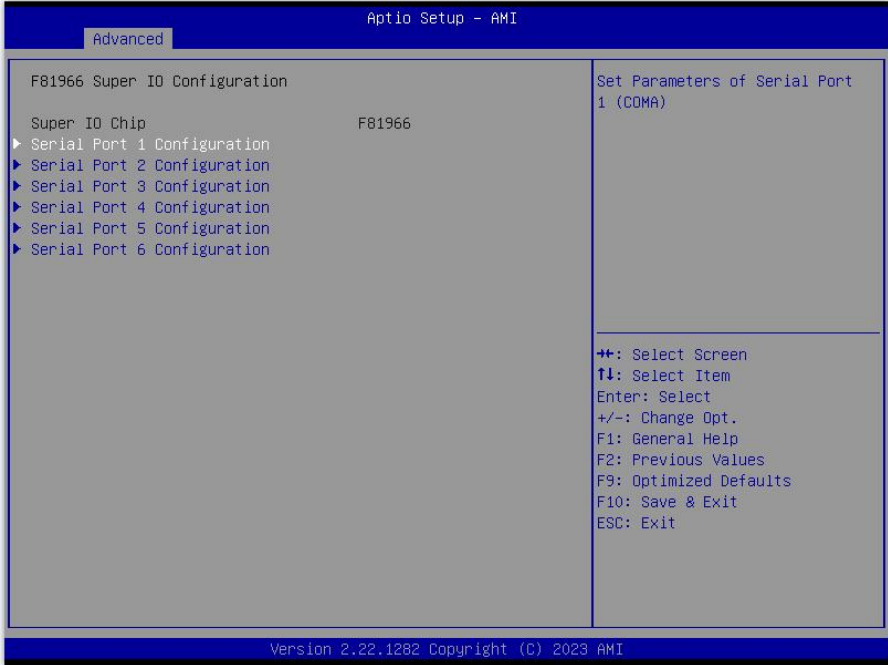 Aptio Setup – AMI
Advanced
F81966 Super IO Configuration
Super IO Chip F81966
Serial Port 1 Configuration
Serial Port 2 Configuration
Serial Port 3 Configuration
Serial Port 4 Configuration
Serial Port 5 Configuration
Serial Port 6 Configuration
Set Parameters of Serial Port
1 (COMA)
→←: Select Screen
↑↓: Select Item
Enter: Select
+/-: Change Opt.
F1: General Help
F2: Previous Values
F9: Optimized Defaults
F10: Save & Exit
ESC: Exit
Version 2.22.1282 Copyright (C) 2023 AMI